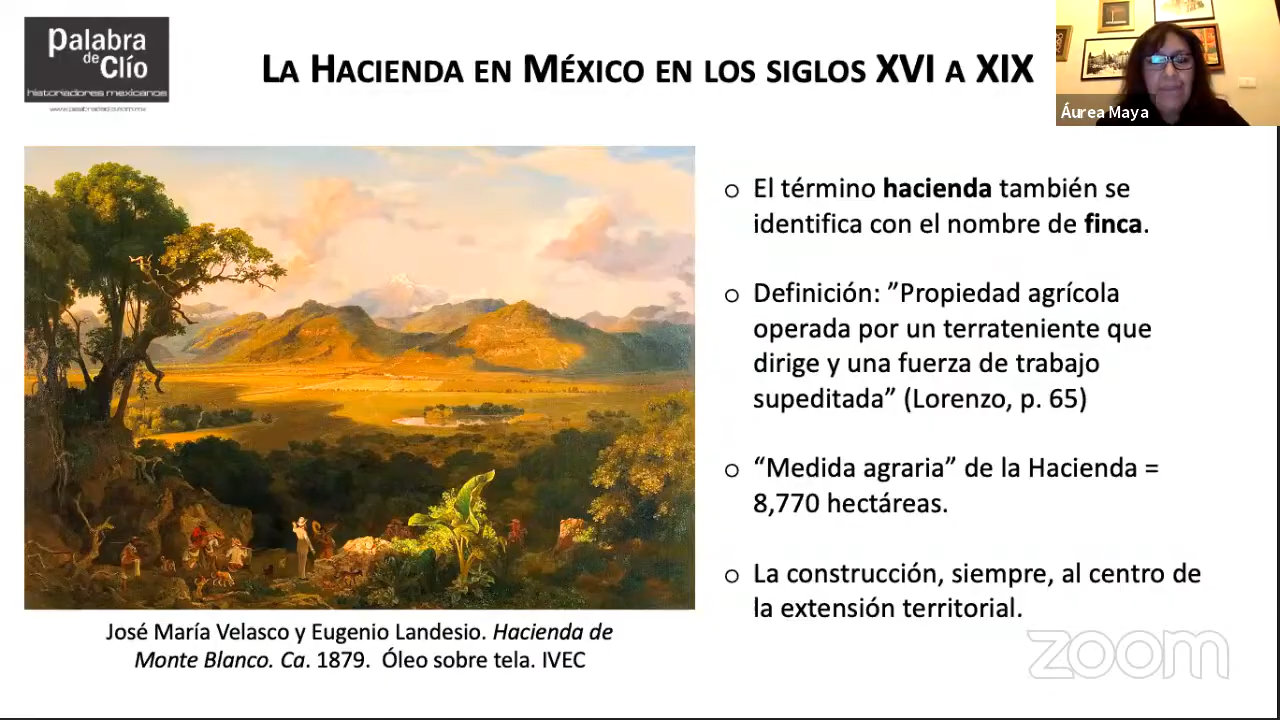 Palabra
de
Clío
historiadores mexicanos
LA HACIENDA EN MÉXICO EN LOS SIGLOS XVI A XIX
Áurea Maya
o El término hacienda también se
identifica con el nombre de finca.
o Definición: ”Propiedad agrícola
operada por un terrateniente que
dirige y una fuerza de trabajo
supeditada” (Lorenzo, p. 65)
o “Medida agraria” de la Hacienda =
8,770 hectáreas.
o La construcción, siempre, al centro de
la extensión territorial.
José María Velasco y Eugenio Landesio. Hacienda de
Monte Blanco. Ca. 1879. Óleo sobre tela. IVEC
zoom